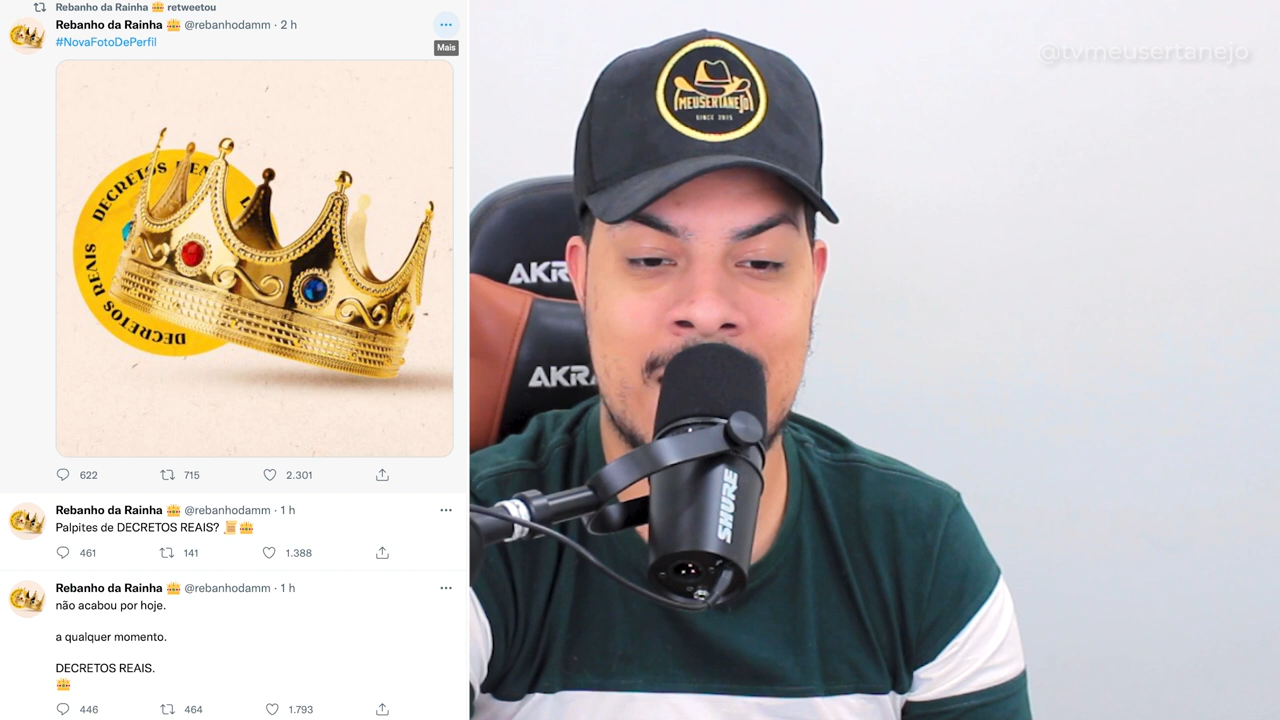 Rebanho da Rainha 👑 retweetou
Rebanho da Rainha 👑 @rebanhodamm · 2 h
#NovaFotoDePerfil
Mais
DECRETOS REAIS
DECRETOS
622 715 2.301
Rebanho da Rainha 👑 @rebanhodamm · 1 h
Palpites de DECRETOS REAIS? 📜👑
461 141 1.388
Rebanho da Rainha 👑 @rebanhodamm · 1 h
não acabou por hoje.
a qualquer momento.
DECRETOS REAIS.
👑
446 464 1.793
@tvmeusertanejo
MEUSERTANEJO
SINCE 2015
SHURE